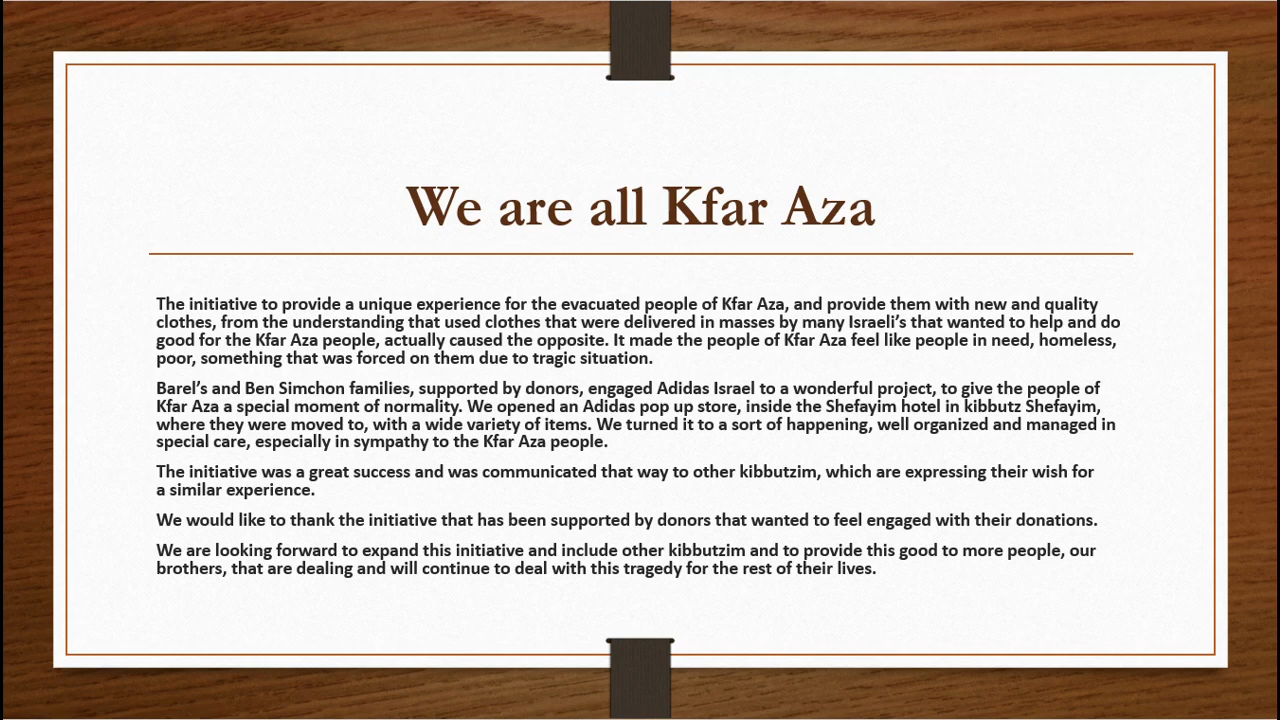 We are all Kfar Aza
The initiative to provide a unique experience for the evacuated people of Kfar Aza, and provide them with new and quality
clothes, from the understanding that used clothes that were delivered in masses by many Israeli’s that wanted to help and do
good for the Kfar Aza people, actually caused the opposite. It made the people of Kfar Aza feel like people in need, homeless,
poor, something that was forced on them due to tragic situation.
Barel’s and Ben Simchon families, supported by donors, engaged Adidas Israel to a wonderful project, to give the people of
Kfar Aza a special moment of normality. We opened an Adidas pop up store, inside the Shefayim hotel in kibbutz Shefayim,
where they were moved to, with a wide variety of items. We turned it to a sort of happening, well organized and managed in
special care, especially in sympathy to the Kfar Aza people.
The initiative was a great success and was communicated that way to other kibbutzim, which are expressing their wish for
a similar experience.
We would like to thank the initiative that has been supported by donors that wanted to feel engaged with their donations.
We are looking forward to expand this initiative and include other kibbutzim and to provide this good to more people, our
brothers, that are dealing and will continue to deal with this tragedy for the rest of their lives.